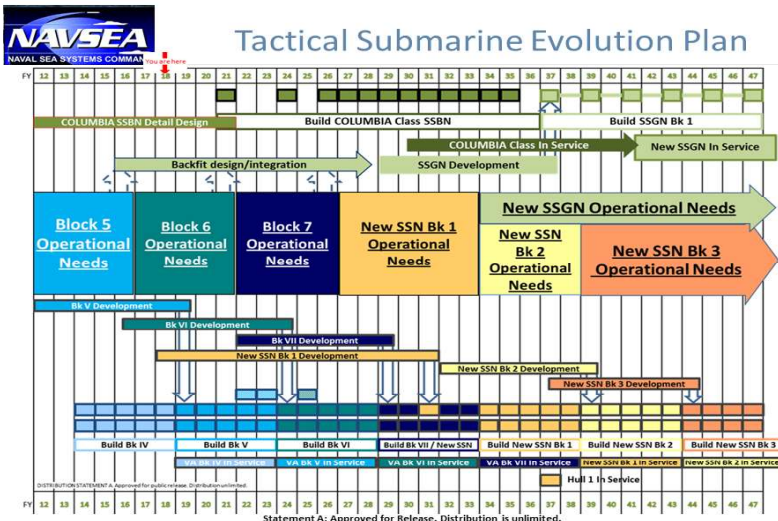 NAVSEA
NAVAL SEA SYSTEMS COMMAND
Tactical Submarine Evolution Plan
You are here
FY 12 13 14 15 16 17 18 19 20 21 22 23 24 25 26 27 28 29 30 31 32 33 34 35 36 37 38 39 40 41 42 43 44 45 46 47
COLUMBIA SSBN Detail Design
Build COLUMBIA Class SSBN
Build SSGN Bk 1
COLUMBIA Class In Service
New SSGN In Service
Backfit design/integration
SSGN Development
Block 5
Operational
Needs
Block 6
Operational
Needs
Block 7
Operational
Needs
New SSN Bk 1
Operational
Needs
New SSGN Operational Needs
New SSN
Bk 2
Operational
Needs
New SSN Bk 3
Operational Needs
Bk V Development
Bk VI Development
Bk VII Development
New SSN Bk 1 Development
New SSN Bk 2 Development
New SSN Bk 3 Development
Build Bk IV
Build Bk V
Build Bk VI
Build Bk VII / New SSN
Build New SSN Bk 1
Build New SSN Bk 2
Build New SSN Bk 3
VA Bk IV In Service
VA Bk V In Service
VA Bk VI In Service
VA Bk VII In Service
New SSN Bk 1 In Service
New SSN Bk 2 In Service
Hull 1 In Service
DISTRIBUTION STATEMENT A: Approved for public release. Distribution unlimited.
FY 12 13 14 15 16 17 18 19 20 21 22 23 24 25 26 27 28 29 30 31 32 33 34 35 36 37 38 39 40 41 42 43 44 45 46 47
Statement A: Approved for Release. Distribution is unlimited.